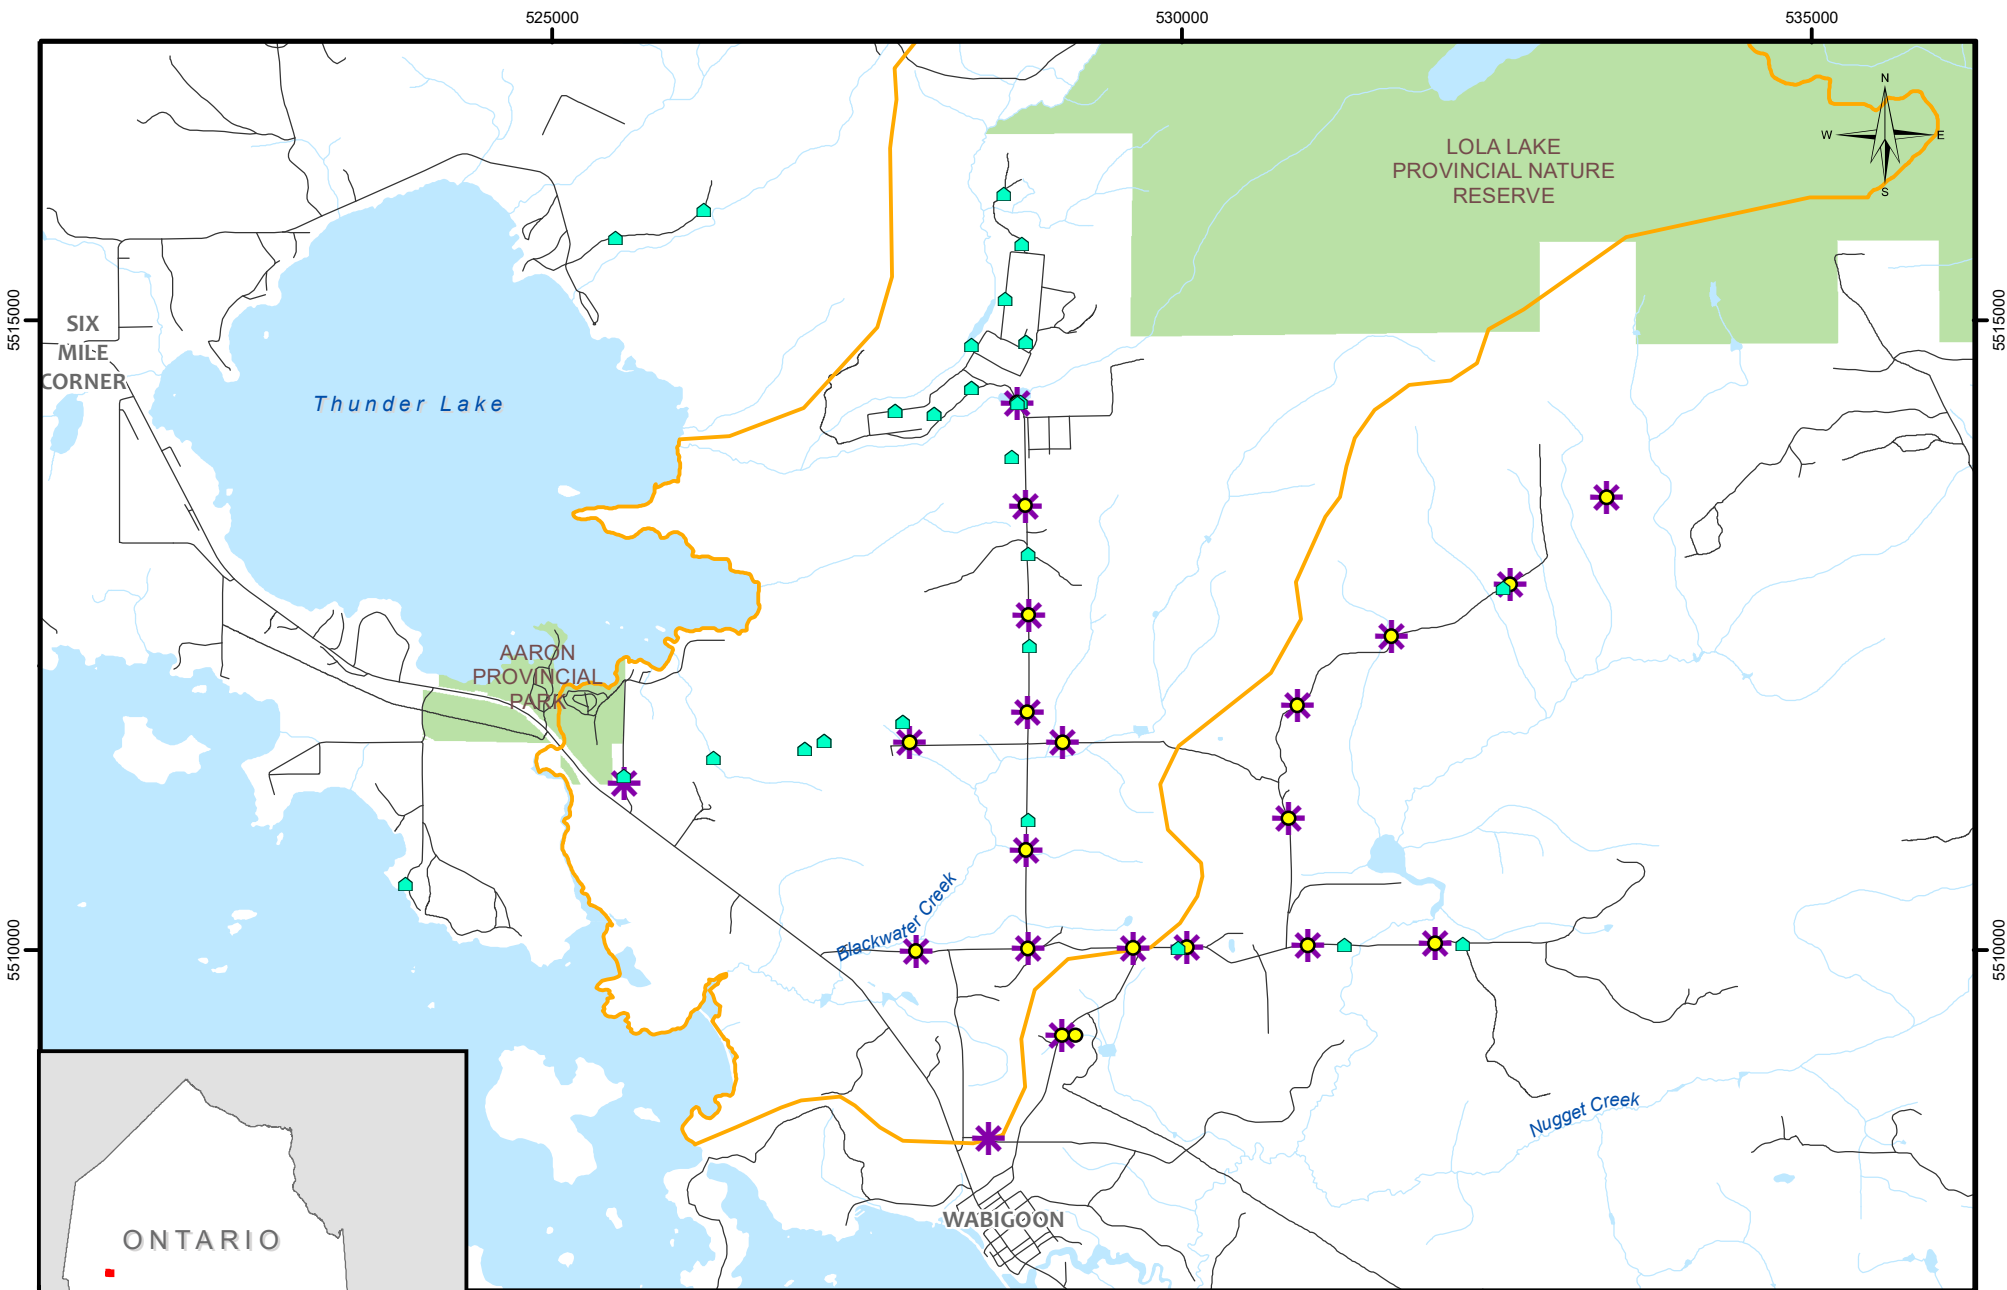 525000
530000
535000
N
W
E
S
LOLA LAKE
PROVINCIAL NATURE
RESERVE
5515000
5515000
SIX
MILE
CORNER
Thunder Lake
AARON
PROVINCIAL
PARK
Blackwater Creek
5510000
5510000
Nugget Creek
WABIGOON
ONTARIO